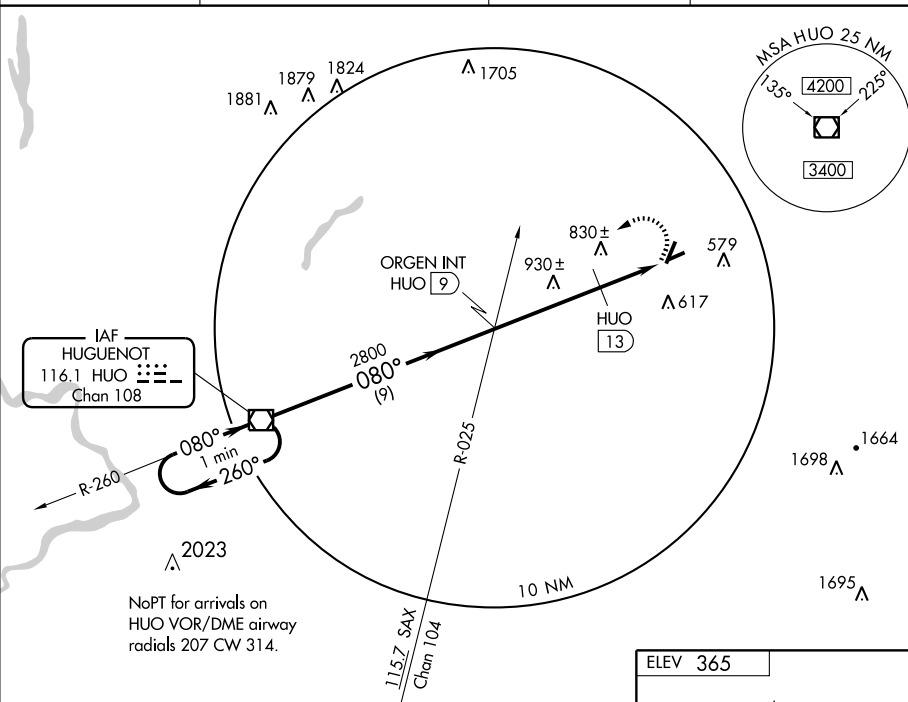 1881
1879
1824
1705
MSA HUO 25 NM
135°
4200
225°
3400
ORGEN INT
HUO 9
930±
830±
579
617
HUO
13
IAF
HUGUENOT
116.1 HUO
Chan 108
2800
080°
(9)
R-025
080°
1 min
260°
R-260
2023
NoPT for arrivals on
HUO VOR/DME airway
radials 207 CW 314.
1664
1698
1695
10 NM
115.7 SAX
Chan 104
ELEV 365